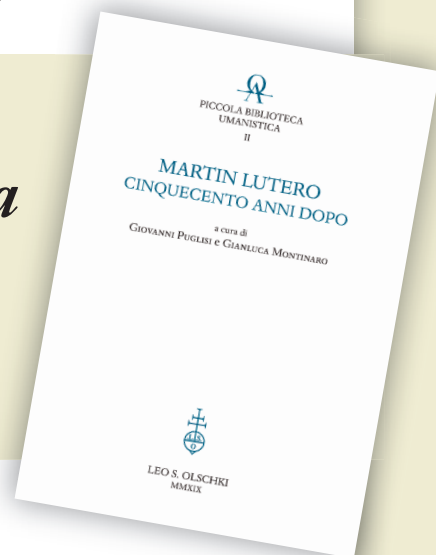 a
PICCOLA BIBLIOTECA
UMANISTICA
II
MARTIN LUTERO
CINQUECENTO ANNI DOPO
a cura di
GIOVANNI PUGLISI e GIANLUCA MONTINARO
LEO S. OLSCHKI
MMXIX